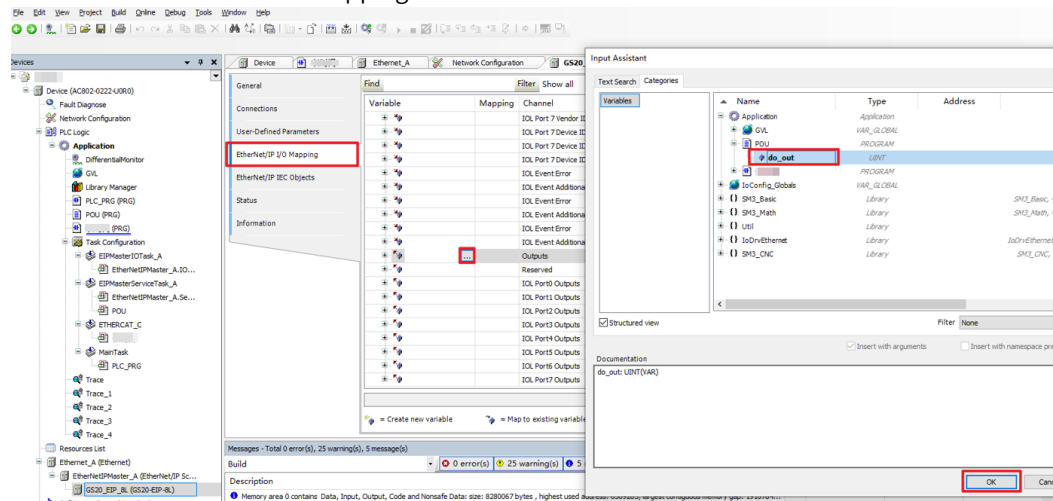 File Edit View Project Build Online Debug Tools Window Help
Devices
Device (AC802-0222-U0R0)
Fault Diagnose
Network Configuration
PLC Logic
Application
DifferentialMonitor
GVL
Library Manager
PLC_PRG (PRG)
POU (PRG)
(PRG)
Task Configuration
EIPMasterIOTask_A
EtherNetIPMaster_A.IO...
EIPMasterServiceTask_A
EtherNetIPMaster_A.Se...
POU
ETHERCAT_C
MainTask
PLC_PRG
Trace
Trace_1
Trace_2
Trace_3
Trace_4
Resources List
Ethernet_A (Ethernet)
EtherNetIPMaster_A (EtherNet/IP Sc...
GS20_EIP_8L (GS20-EIP-8L)
Device Ethernet_A Network Configuration GS20_
General
Connections
User-Defined Parameters
EtherNet/IP I/O Mapping
EtherNet/IP IEC Objects
Status
Information
Find Filter Show all
Variable Mapping Channel
IOL Port 7 Vendor ID
IOL Port 7 Device ID
IOL Port 7 Device ID
IOL Port 7 Device ID
IOL Event Error
IOL Event Additiona
IOL Event Error
IOL Event Additiona
IOL Event Error
IOL Event Additiona
... Outputs
Reserved
IOL Port0 Outputs
IOL Port1 Outputs
IOL Port2 Outputs
IOL Port3 Outputs
IOL Port4 Outputs
IOL Port5 Outputs
IOL Port6 Outputs
IOL Port7 Outputs
= Create new variable = Map to existing variable
Messages - Total 0 error(s), 25 warning(s), 5 message(s)
Build 0 error(s) 25 warning(s) 5
Description
Memory area 0 contains Data, Input, Output, Code and Nonsafe Data: size: 8280067 bytes, highest used
Input Assistant
Text Search Categories
Variables
Name Type Address
Application Application
GVL VAR_GLOBAL
POU PROGRAM
do_out UINT
PROGRAM
IoConfig_Globals VAR_GLOBAL
SM3_Basic Library SM3_Basic,
SM3_Math Library SM3_Math,
Util Library
IoDrvEthernet Library IoDrvEthernet
SM3_CNC Library SM3_CNC,
Structured view Filter None
Insert with arguments Insert with namespace pre
Documentation
do_out: UINT(VAR)
OK Canc